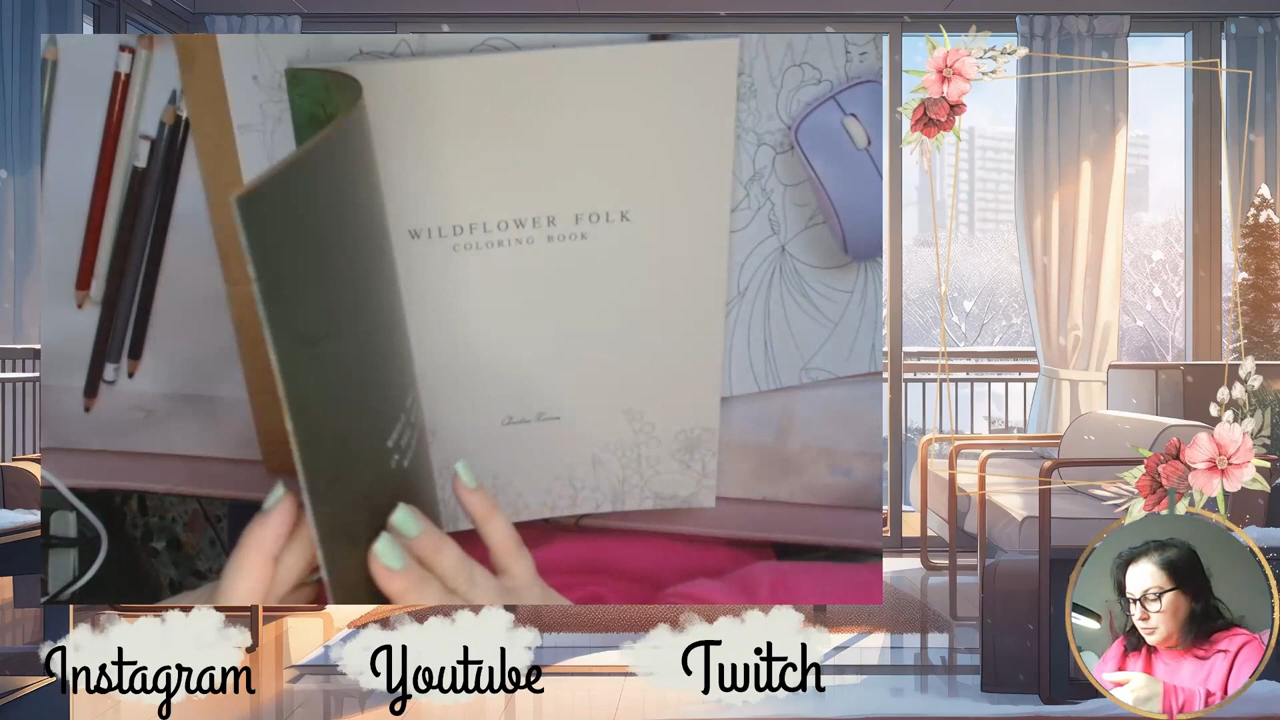 WILDFLOWER FOLK
COLORING BOOK
Instagram
Youtube
Twitch